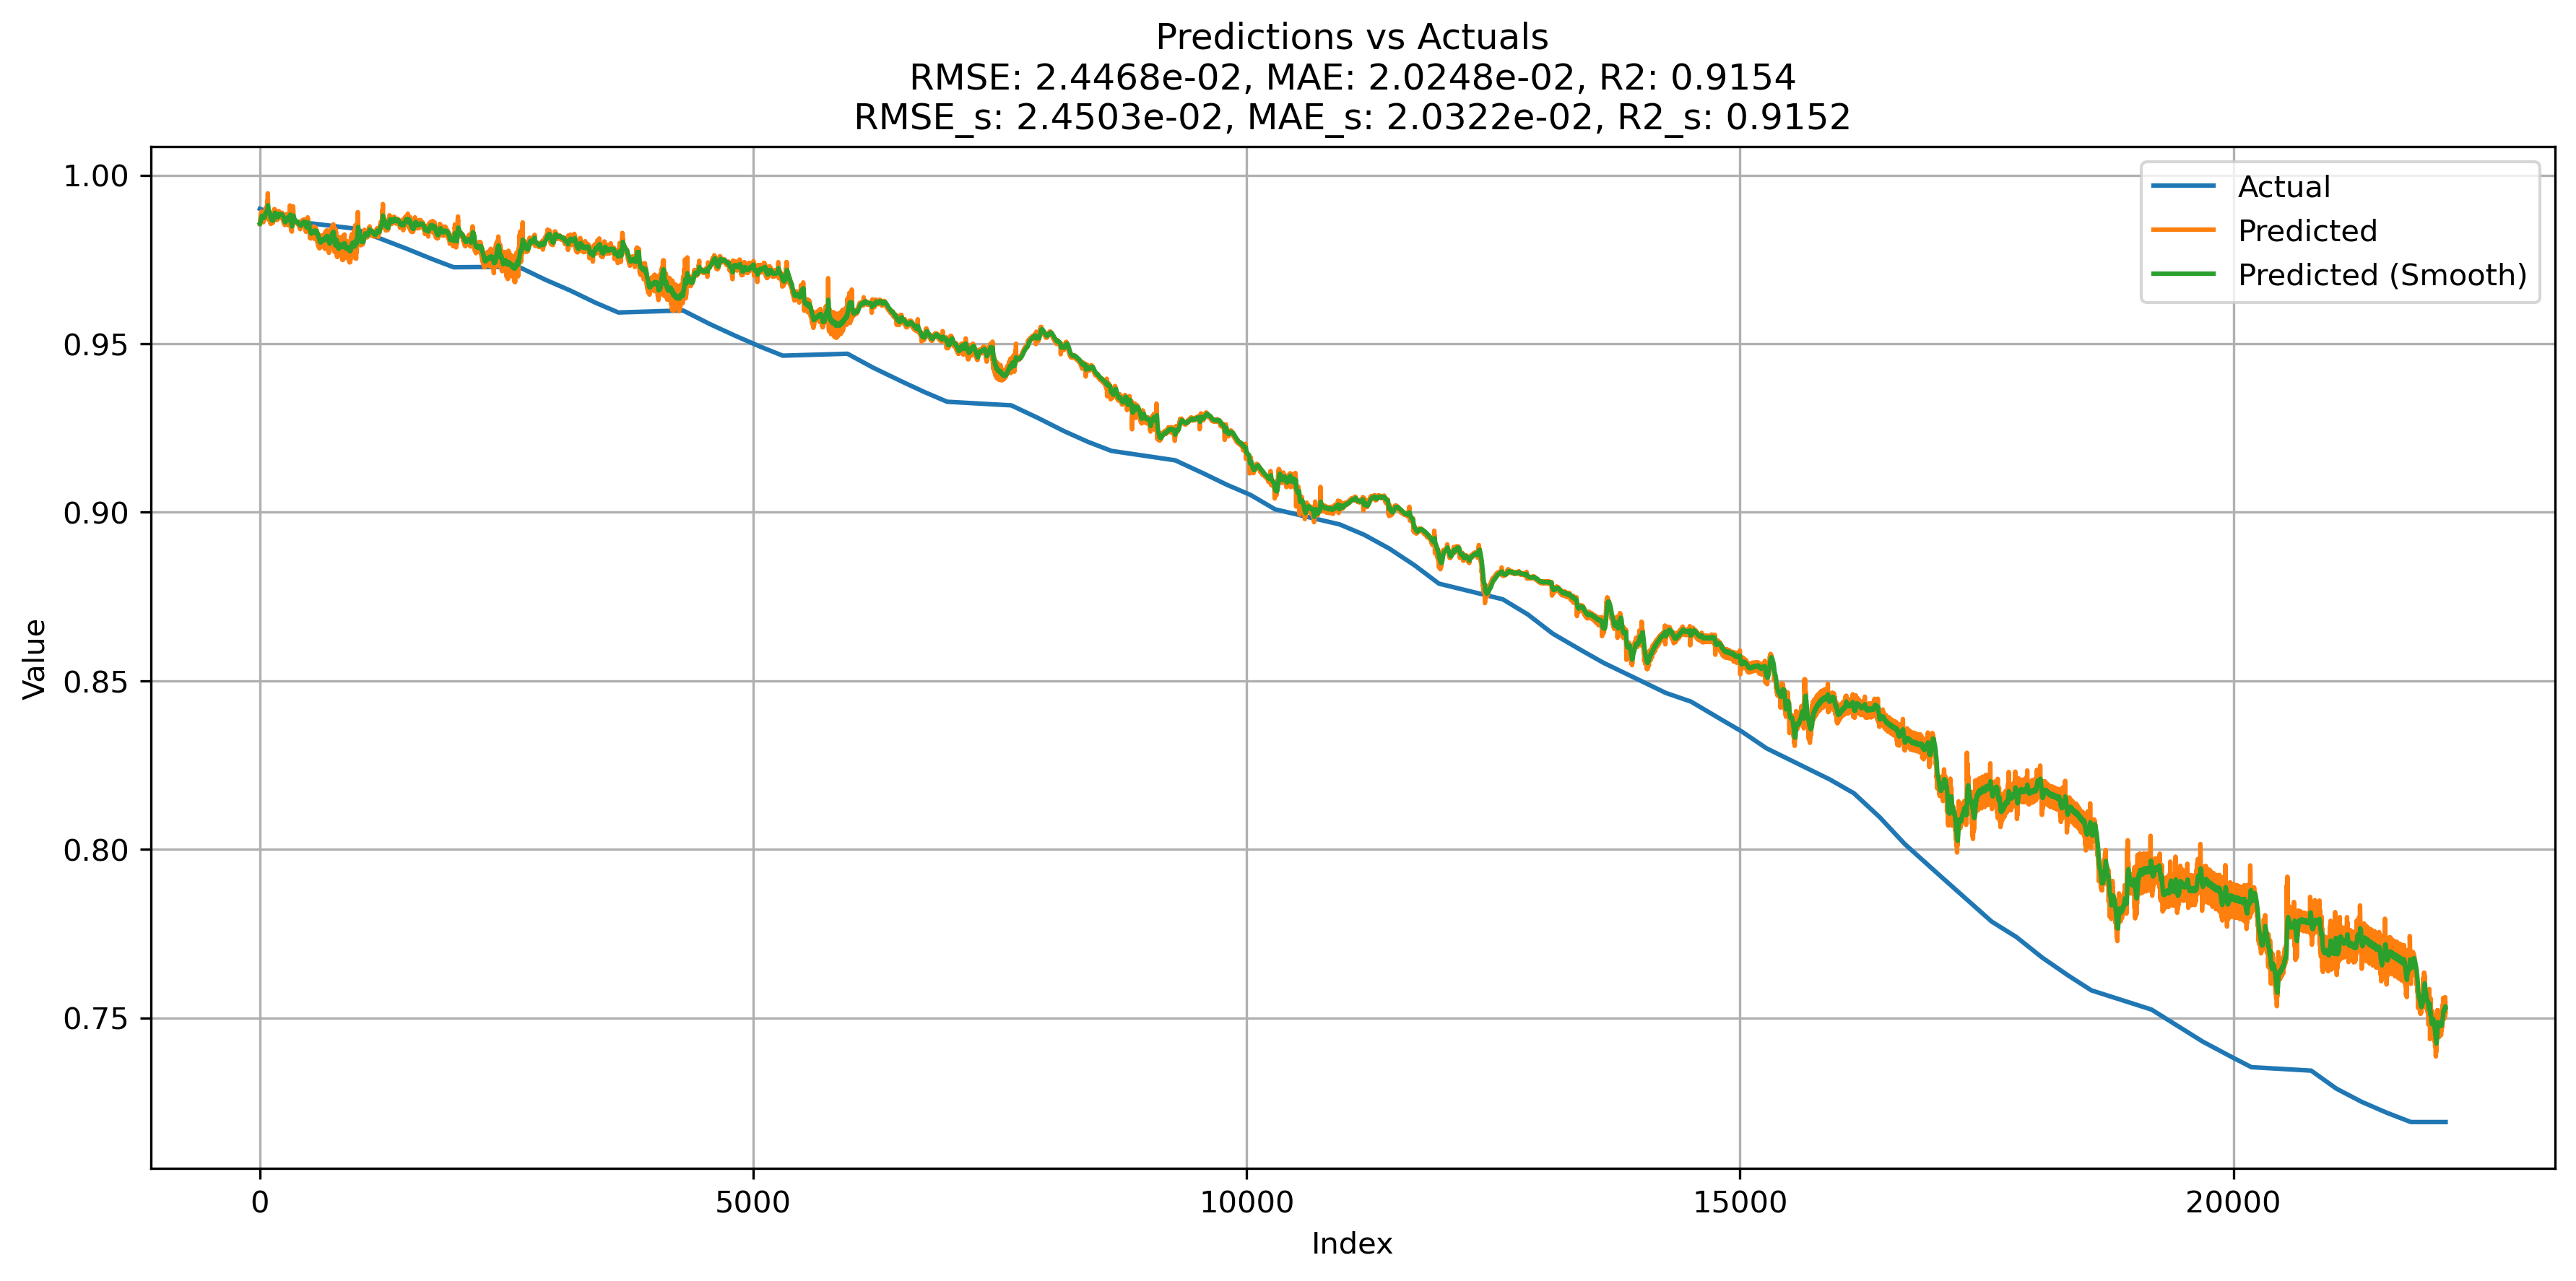 Predictions vs Actuals
RMSE: 2.4468e-02, MAE: 2.0248e-02, R2: 0.9154
RMSE_s: 2.4503e-02, MAE_s: 2.0322e-02, R2_s: 0.9152
Actual
Predicted
Predicted (Smooth)
1.00
0.95
0.90
0.85
0.80
0.75
Value
0
5000
10000
15000
20000
Index